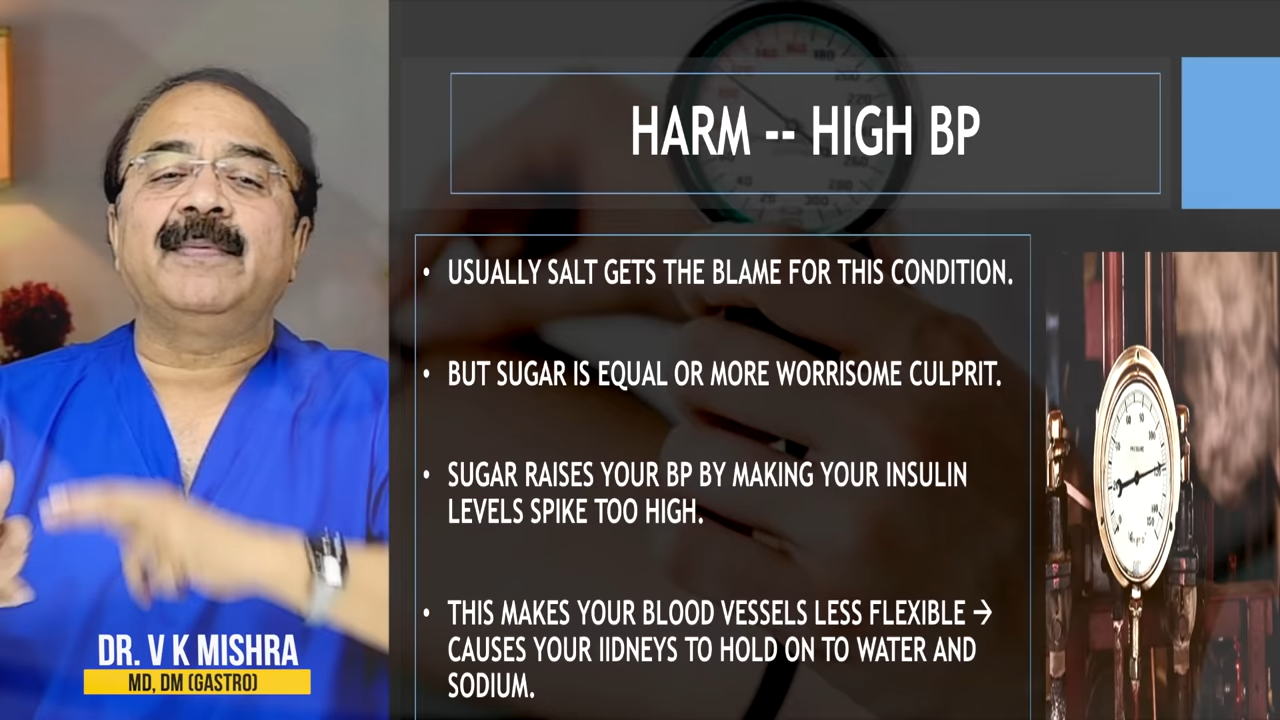 HARM -- HIGH BP
• USUALLY SALT GETS THE BLAME FOR THIS CONDITION.
• BUT SUGAR IS EQUAL OR MORE WORRISOME CULPRIT.
• SUGAR RAISES YOUR BP BY MAKING YOUR INSULIN
LEVELS SPIKE TOO HIGH.
• THIS MAKES YOUR BLOOD VESSELS LESS FLEXIBLE →
CAUSES YOUR IIDNEYS TO HOLD ON TO WATER AND
SODIUM.
DR. V K MISHRA
MD, DM (GASTRO)